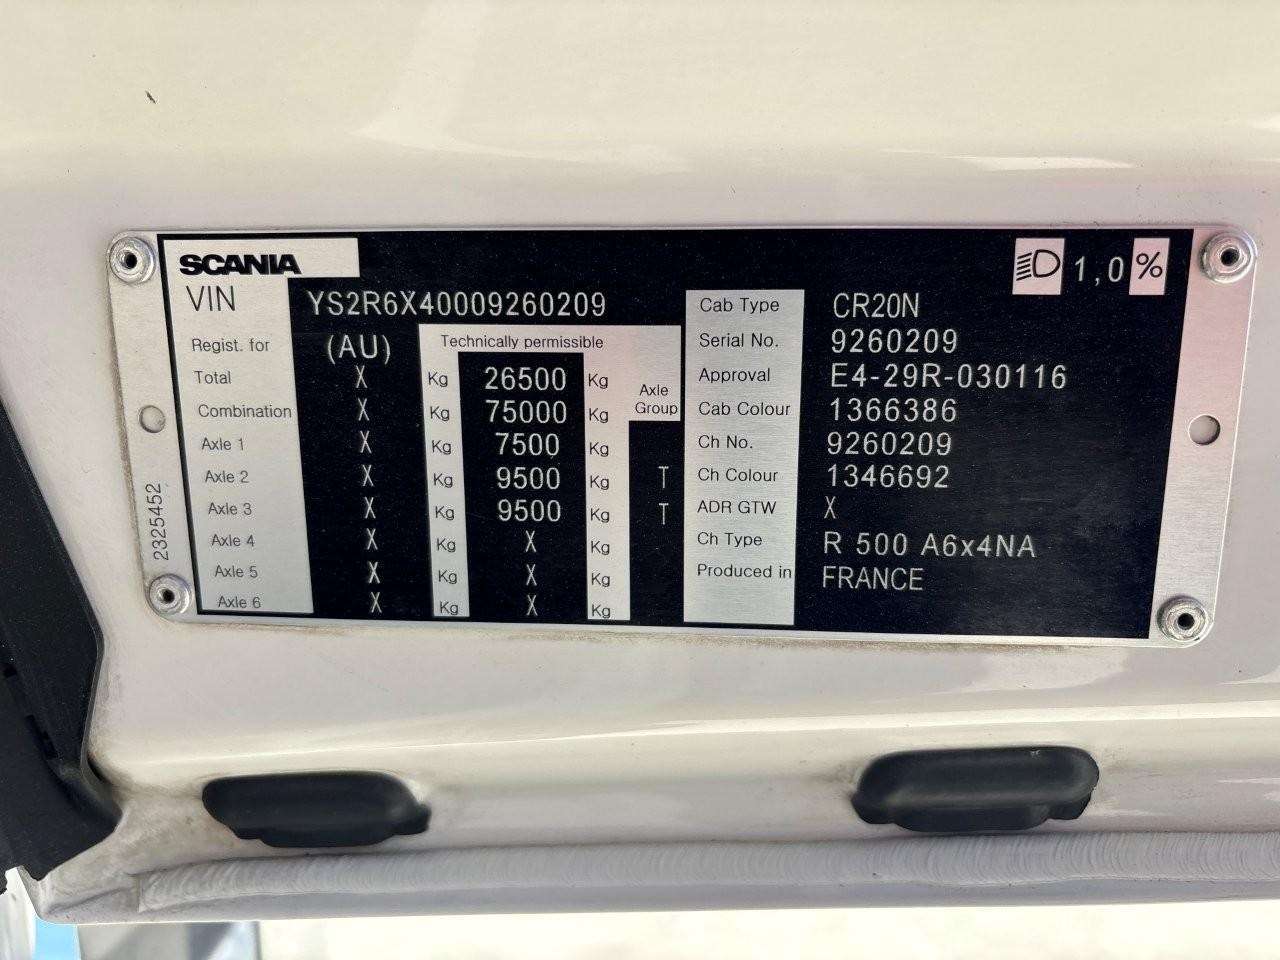 SCANIA
1,0 %
VIN YS2R6X40009260209
Regist. for (AU) Technically permissible
Total X Kg 26500 Kg Axle Group
Combination X Kg 75000 Kg
Axle 1 X Kg 7500 Kg
Axle 2 X Kg 9500 Kg T
Axle 3 X Kg 9500 Kg T
Axle 4 X Kg X Kg
Axle 5 X Kg X Kg
Axle 6 X Kg X Kg
Cab Type CR20N
Serial No. 9260209
Approval E4-29R-030116
Cab Colour 1366386
Ch No. 9260209
Ch Colour 1346692
ADR GTW X
Ch Type R 500 A6x4NA
Produced in FRANCE
2325452